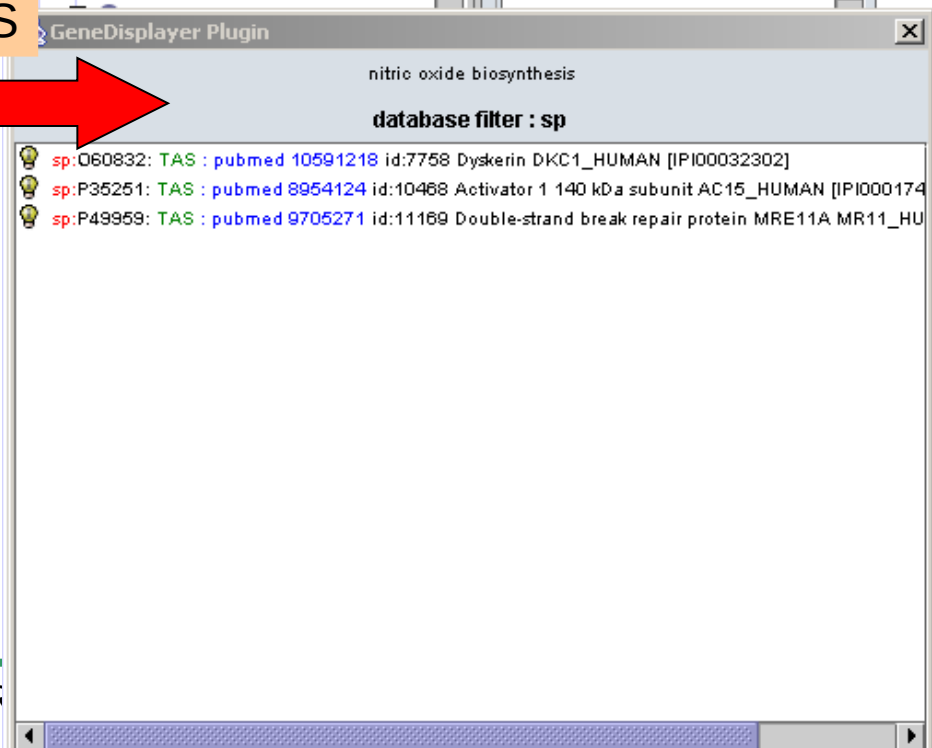 S
GeneDisplayer Plugin
nitric oxide biosynthesis
database filter : sp
sp:O60832: TAS : pubmed 10591218 id:7758 Dyskerin DKC1_HUMAN [IPI00032302]
sp:P35251: TAS : pubmed 8954124 id:10468 Activator 1 140 kDa subunit AC15_HUMAN [IPI000174
sp:P49959: TAS : pubmed 9705271 id:11169 Double-strand break repair protein MRE11A MR11_HU